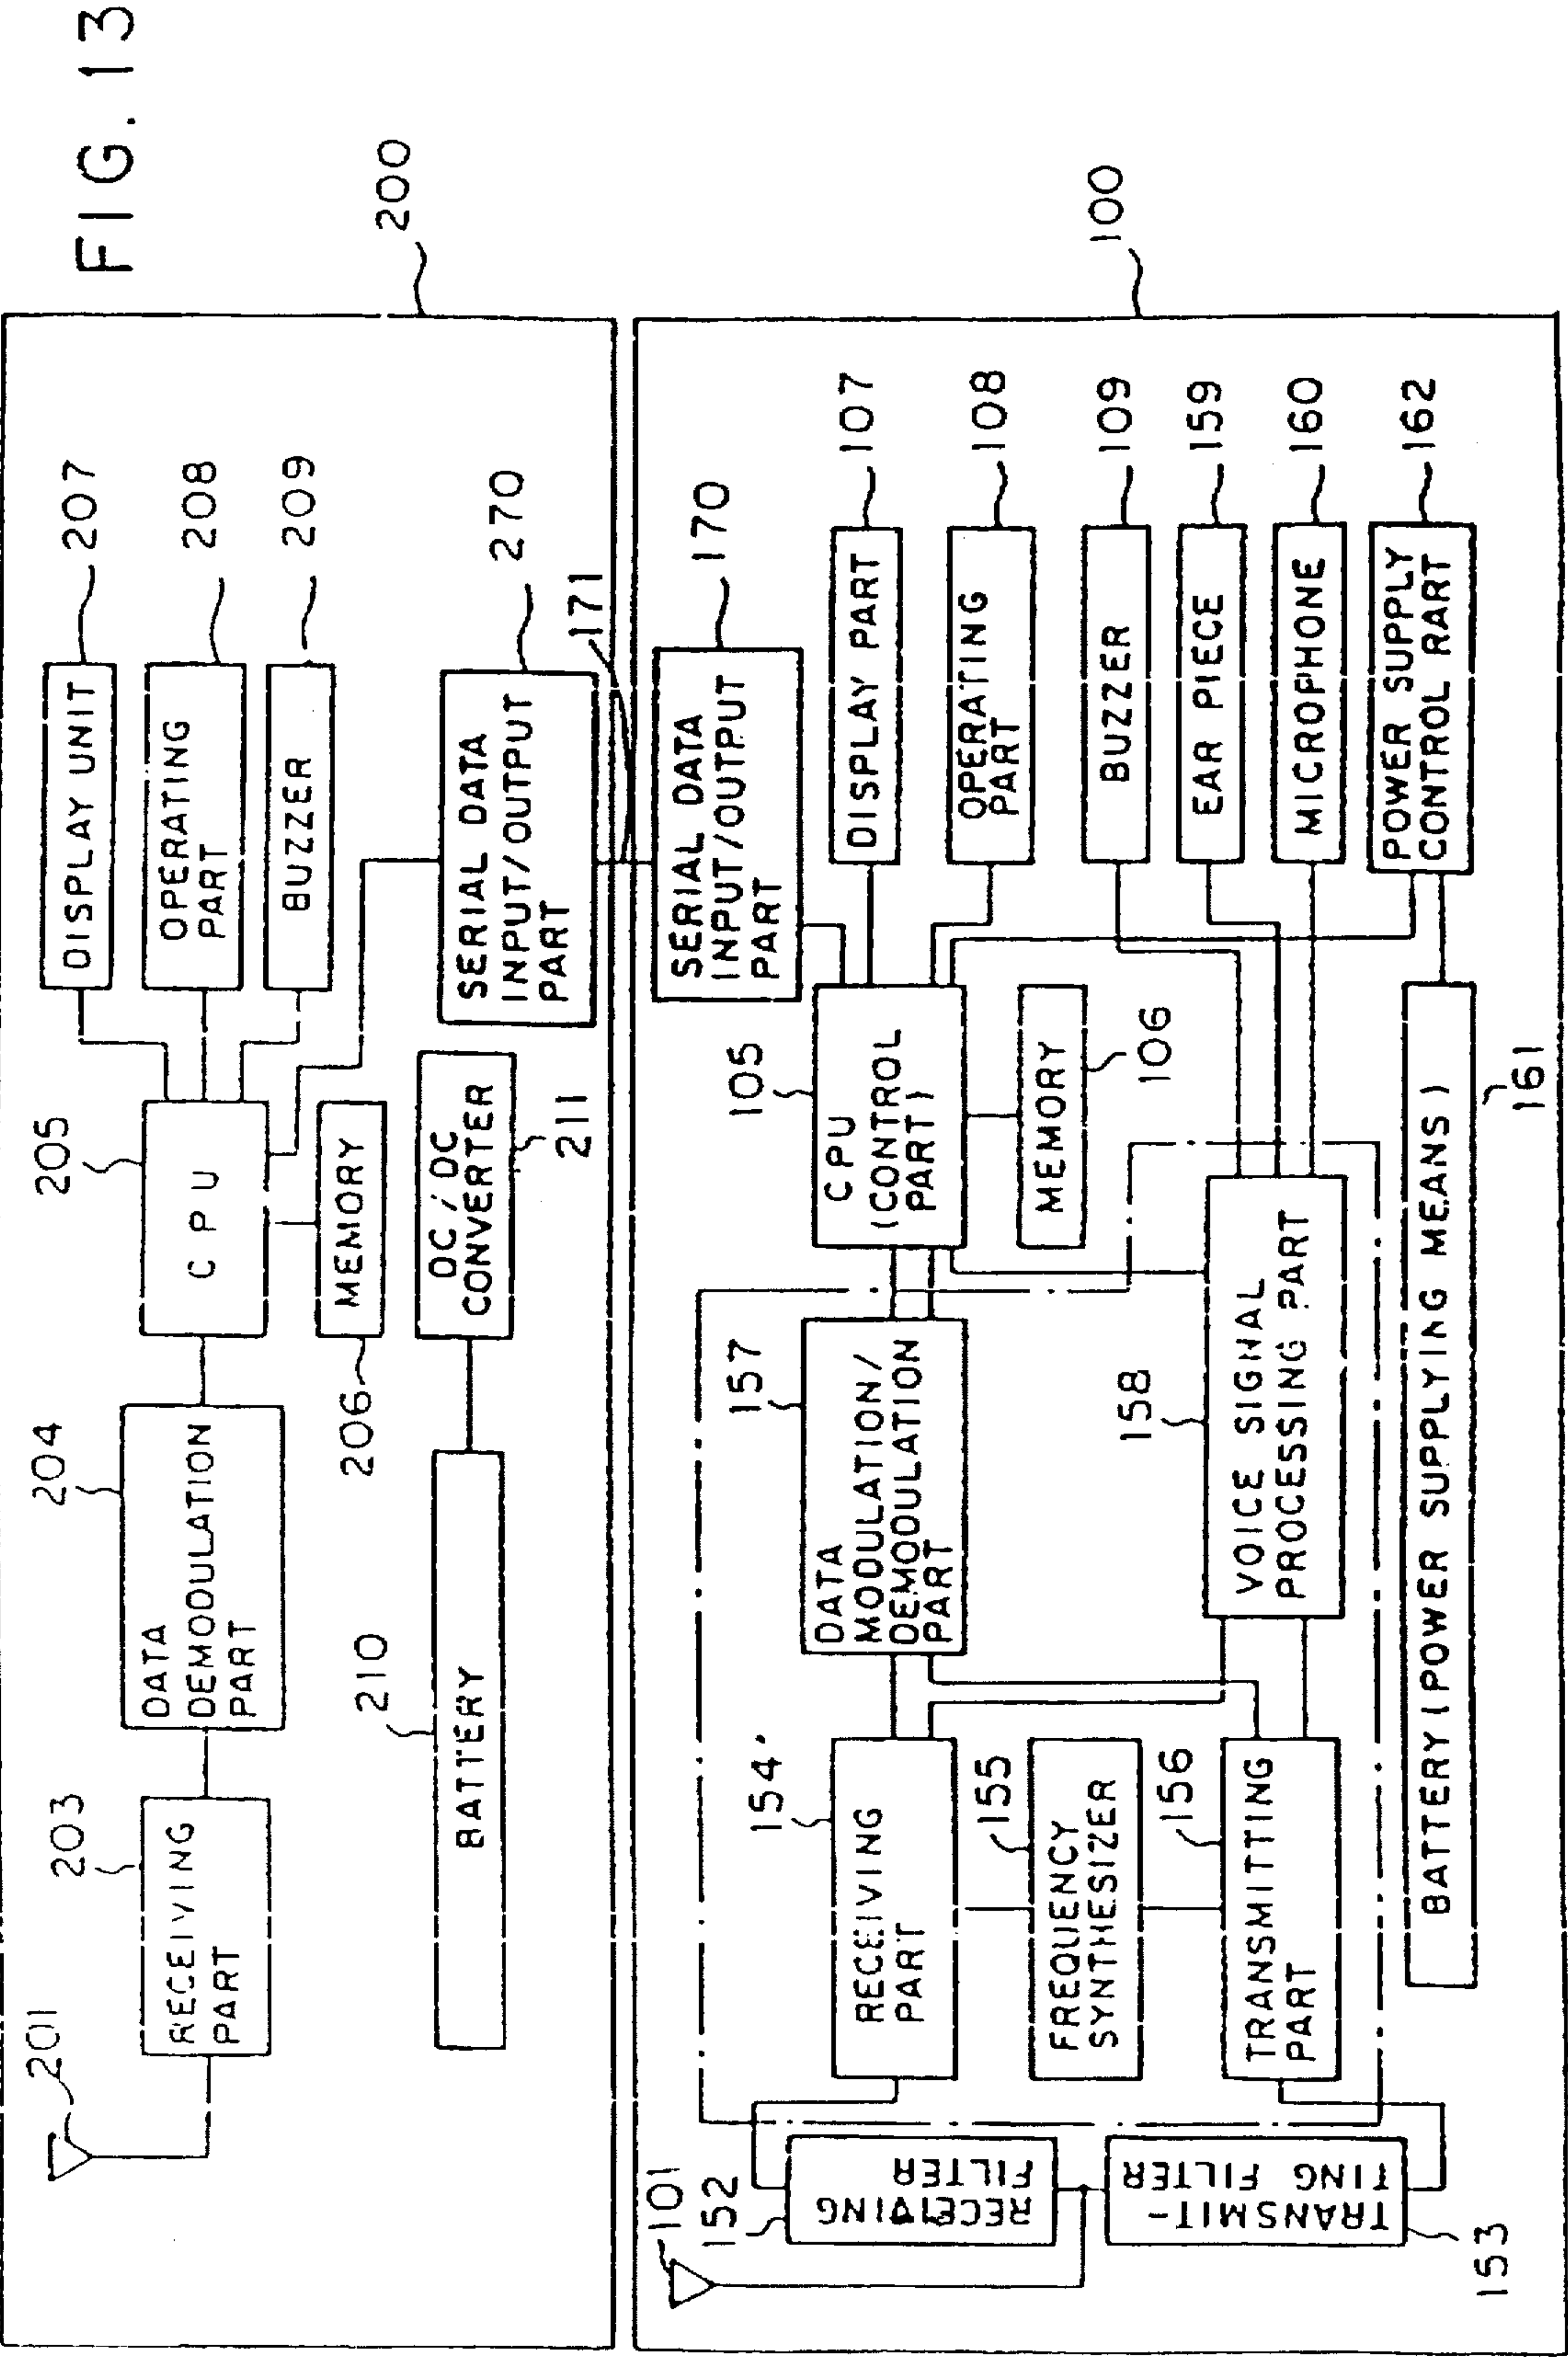 FIG. 13
200
201
203
RECEIVING
PART
204
DATA
DEMODULATION
PART
205
CPU
207
DISPLAY UNIT
208
OPERATING
PART
209
BUZZER
206
MEMORY
210
BATTERY
211
DC/DC
CONVERTER
270
SERIAL DATA
INPUT/OUTPUT
PART
171
100
101
152
RECEIVING
FILTER
153
TRANSMIT-
TING FILTER
154
RECEIVING
PART
155
FREQUENCY
SYNTHESIZER
156
TRANSMITTING
PART
157
DATA
MODULATION/
DEMODULATION
PART
158
VOICE SIGNAL
PROCESSING PART
105
CPU
(CONTROL
PART)
106
MEMORY
170
SERIAL DATA
INPUT/OUTPUT
PART
107
DISPLAY PART
108
OPERATING
PART
109
BUZZER
159
EAR PIECE
160
MICROPHONE
162
POWER SUPPLY
CONTROL RART
161
BATTERY (POWER SUPPLYING MEANS)